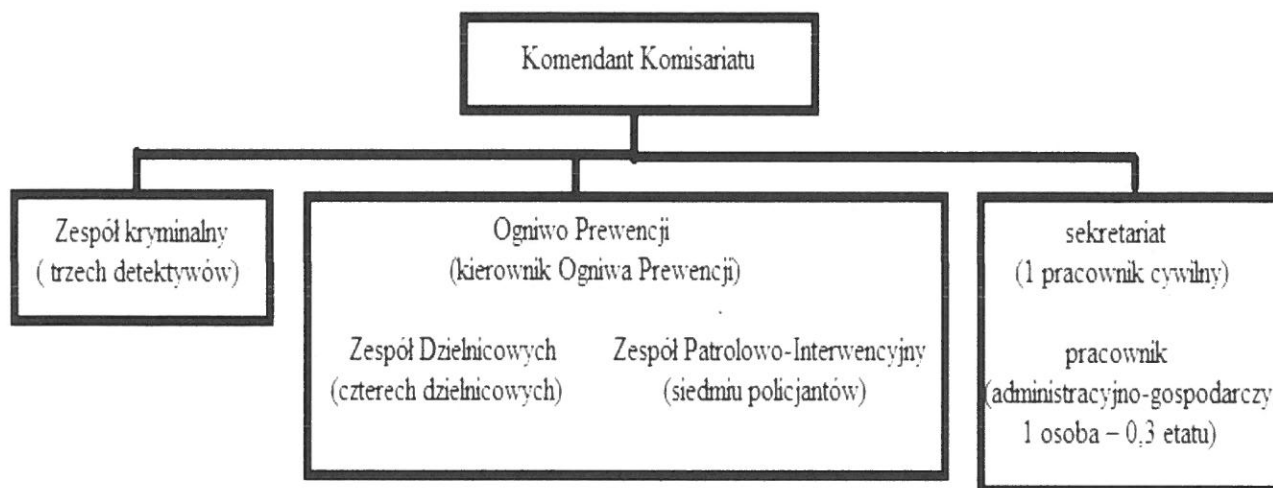 Komendant Komisariatu
Zespół kryminalny
( trzech detektywów)
Ogniwo Prewencji
(kierownik Ogniwa Prewencji)
Zespół Dzielnicowych
(czterech dzielnicowych)
Zespół Patrolowo-Interwencyjny
(siedmiu policjantów)
sekretariat
(1 pracownik cywilny)
pracownik
(administracyjno-gospodarczy
1 osoba – 0,3 etatu)